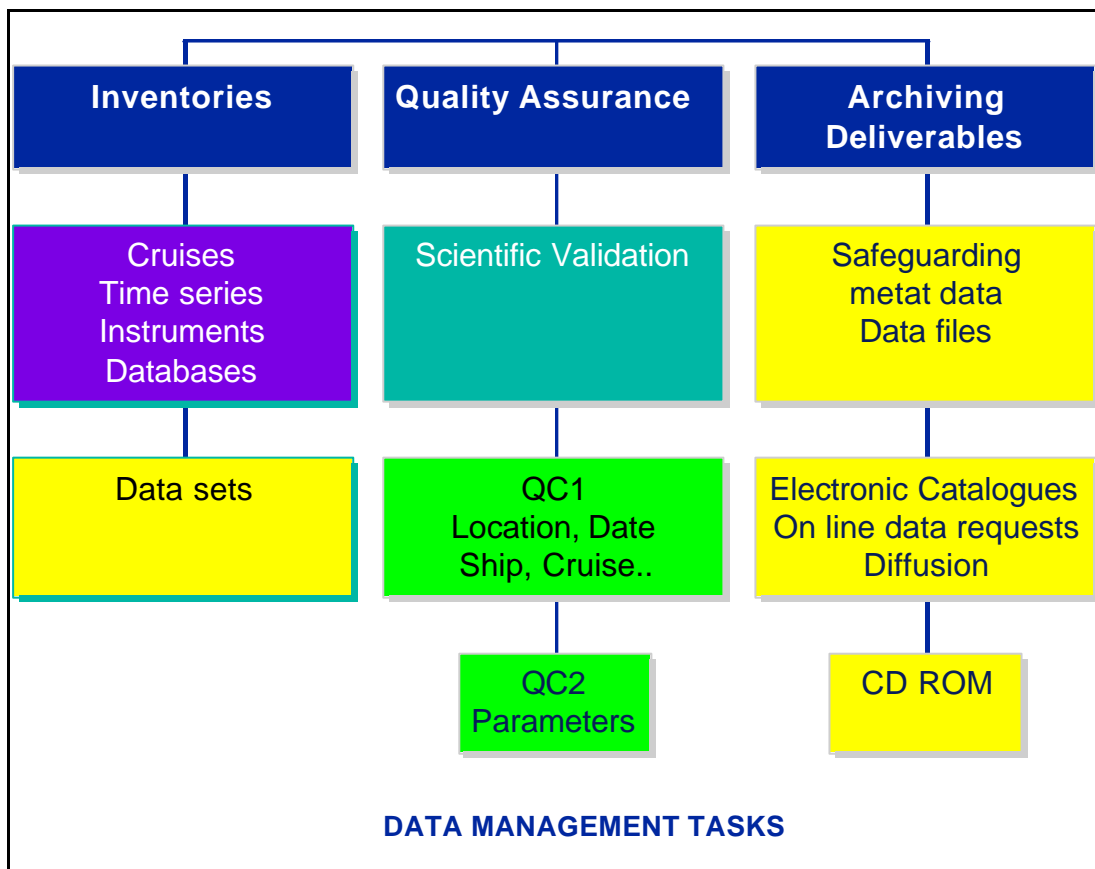 Inventories
Quality Assurance
Archiving
Deliverables
Cruises
Time series
Instruments
Databases
Scientific Validation
Safeguarding
metat data
Data files
Data sets
QC1
Location, Date
Ship, Cruise..
Electronic Catalogues
On line data requests
Diffusion
QC2
Parameters
CD ROM
DATA MANAGEMENT TASKS